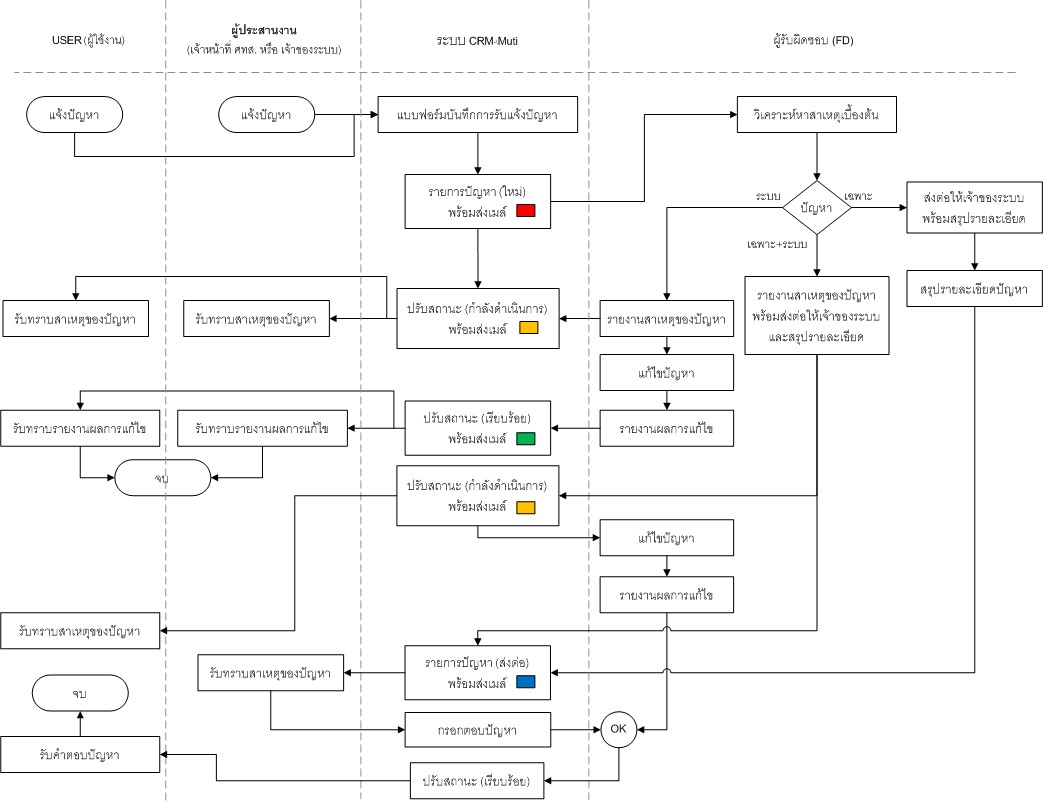 USER (ผู้ใช้งาน)
ผู้ประสานงาน
(เจ้าหน้าที่ ศทส. หรือ เจ้าของระบบ)
ระบบ CRM-Muti
ผู้รับผิดชอบ (FD)
แจ้งปัญหา
แจ้งปัญหา
แบบฟอร์มบันทึกการรับแจ้งปัญหา
วิเคราะห์หาสาเหตุเบื้องต้น
รายการปัญหา (ใหม่)
พร้อมส่งเมล์
ระบบ
ปัญหา
เฉพาะ
เฉพาะ+ระบบ
ส่งต่อให้เจ้าของระบบ
พร้อมสรุปรายละเอียด
รับทราบสาเหตุของปัญหา
รับทราบสาเหตุของปัญหา
ปรับสถานะ (กำลังดำเนินการ)
พร้อมส่งเมล์
รายงานสาเหตุของปัญหา
รายงานสาเหตุของปัญหา
พร้อมส่งต่อให้เจ้าของระบบ
และสรุปรายละเอียด
สรุปรายละเอียดปัญหา
แก้ไขปัญหา
รับทราบรายงานผลการแก้ไข
รับทราบรายงานผลการแก้ไข
ปรับสถานะ (เรียบร้อย)
พร้อมส่งเมล์
รายงานผลการแก้ไข
จบ
ปรับสถานะ (กำลังดำเนินการ)
พร้อมส่งเมล์
แก้ไขปัญหา
รายงานผลการแก้ไข
รับทราบสาเหตุของปัญหา
รับทราบสาเหตุของปัญหา
รายการปัญหา (ส่งต่อ)
พร้อมส่งเมล์
จบ
กรอกตอบปัญหา
OK
รับคำตอบปัญหา
ปรับสถานะ (เรียบร้อย)